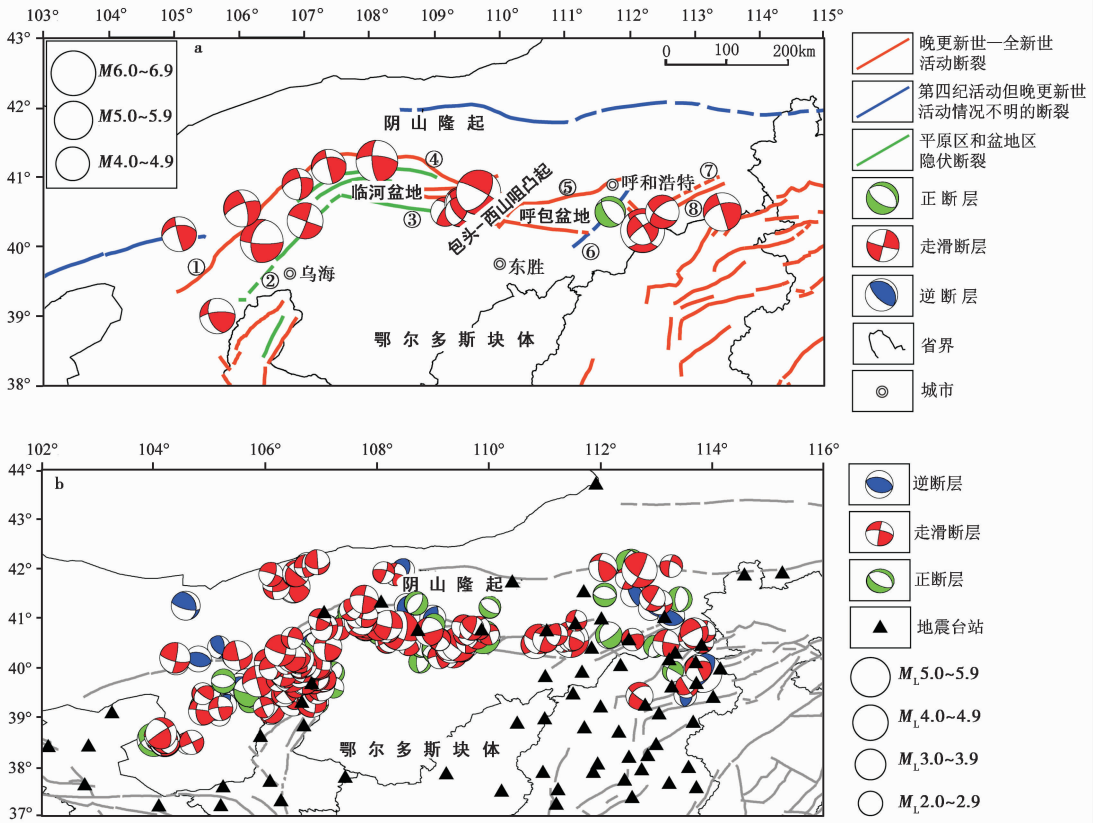 103° 104° 105° 106° 107° 108° 109° 110° 111° 112° 113° 114° 115°
43°
42°
41°
40°
39°
38°
a
M6.0~6.9
M5.0~5.9
M4.0~4.9
0 100 200km
阴山隆起
④
⑦
①
②
③
⑤
⑥
⑧
临河盆地
包头-西山咀凸起
呼和浩特
呼包盆地
东胜
乌海
鄂尔多斯块体
晚更新世—全新世
活动断裂
第四纪活动但晚更新世
活动情况不明的断裂
平原区和盆地区
隐伏断裂
正断层
走滑断层
逆断层
省界
城市
102° 104° 106° 108° 110° 112° 114° 116°
44°
43°
42°
41°
40°
39°
38°
37°
b
阴山隆起
鄂尔多斯块体
逆断层
走滑断层
正断层
地震台站
ML5.0~5.9
ML4.0~4.9
ML3.0~3.9
ML2.0~2.9